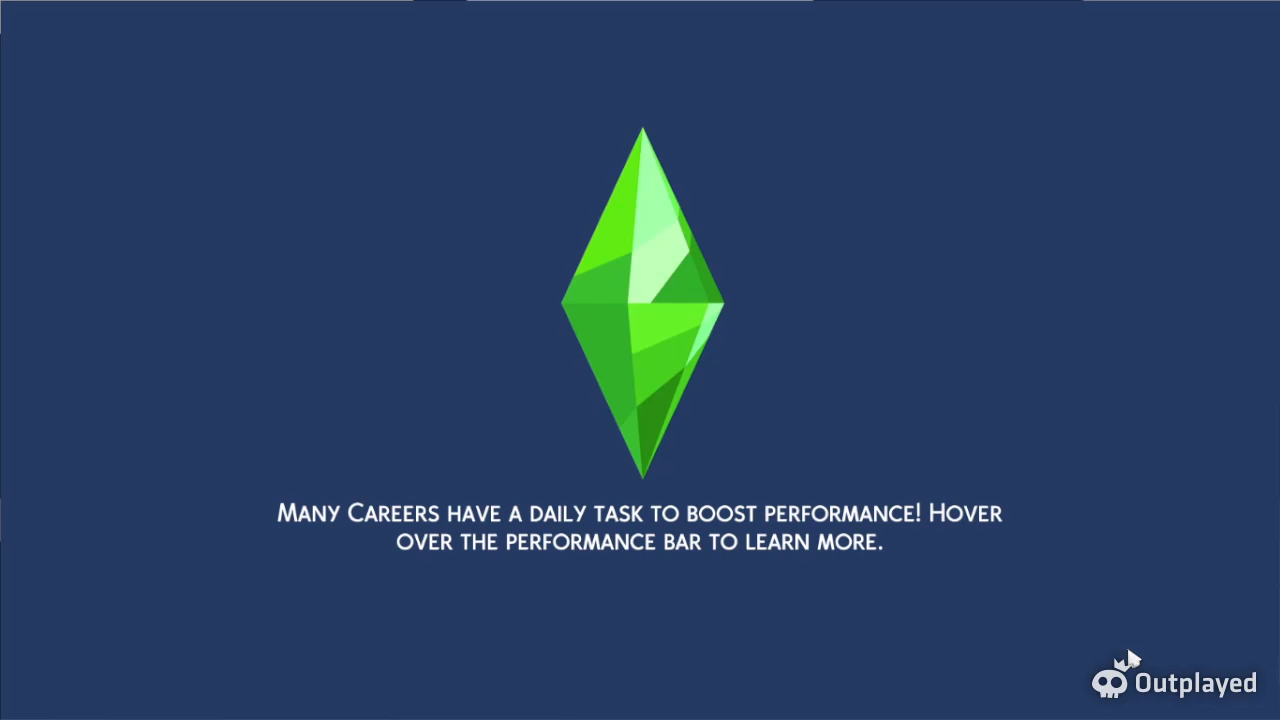 Many Careers have a daily task to boost performance! Hover
over the performance bar to learn more.
Outplayed